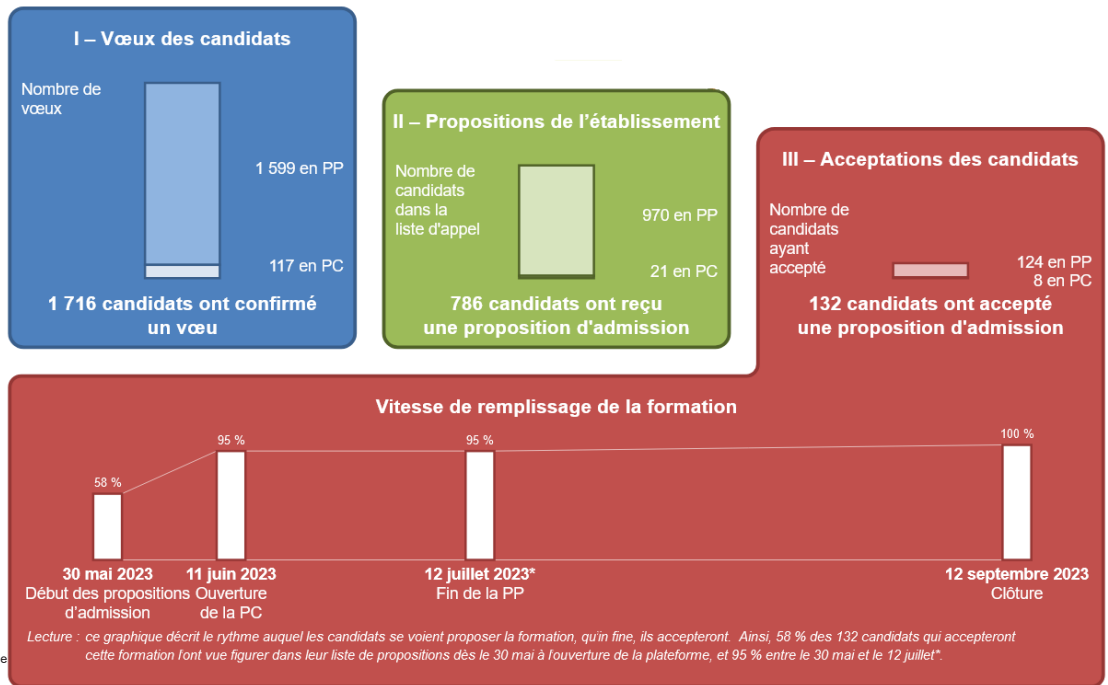 I – Vœux des candidats
Nombre de
vœux
1 599 en PP
117 en PC
1 716 candidats ont confirmé
un vœu
II – Propositions de l'établissement
Nombre de
candidats
dans la
liste d'appel
970 en PP
21 en PC
786 candidats ont reçu
une proposition d'admission
III – Acceptations des candidats
Nombre de
candidats
ayant
accepté
124 en PP
8 en PC
132 candidats ont accepté
une proposition d'admission
Vitesse de remplissage de la formation
58 %
95 %
95 %
100 %
30 mai 2023
Début des propositions
d'admission
11 juin 2023
Ouverture
de la PC
12 juillet 2023*
Fin de la PP
12 septembre 2023
Clôture
Lecture : ce graphique décrit le rythme auquel les candidats se voient proposer la formation, qu'in fine, ils accepteront. Ainsi, 58 % des 132 candidats qui accepteront
cette formation l'ont vue figurer dans leur liste de propositions dès le 30 mai à l'ouverture de la plateforme, et 95 % entre le 30 mai et le 12 juillet*.
e